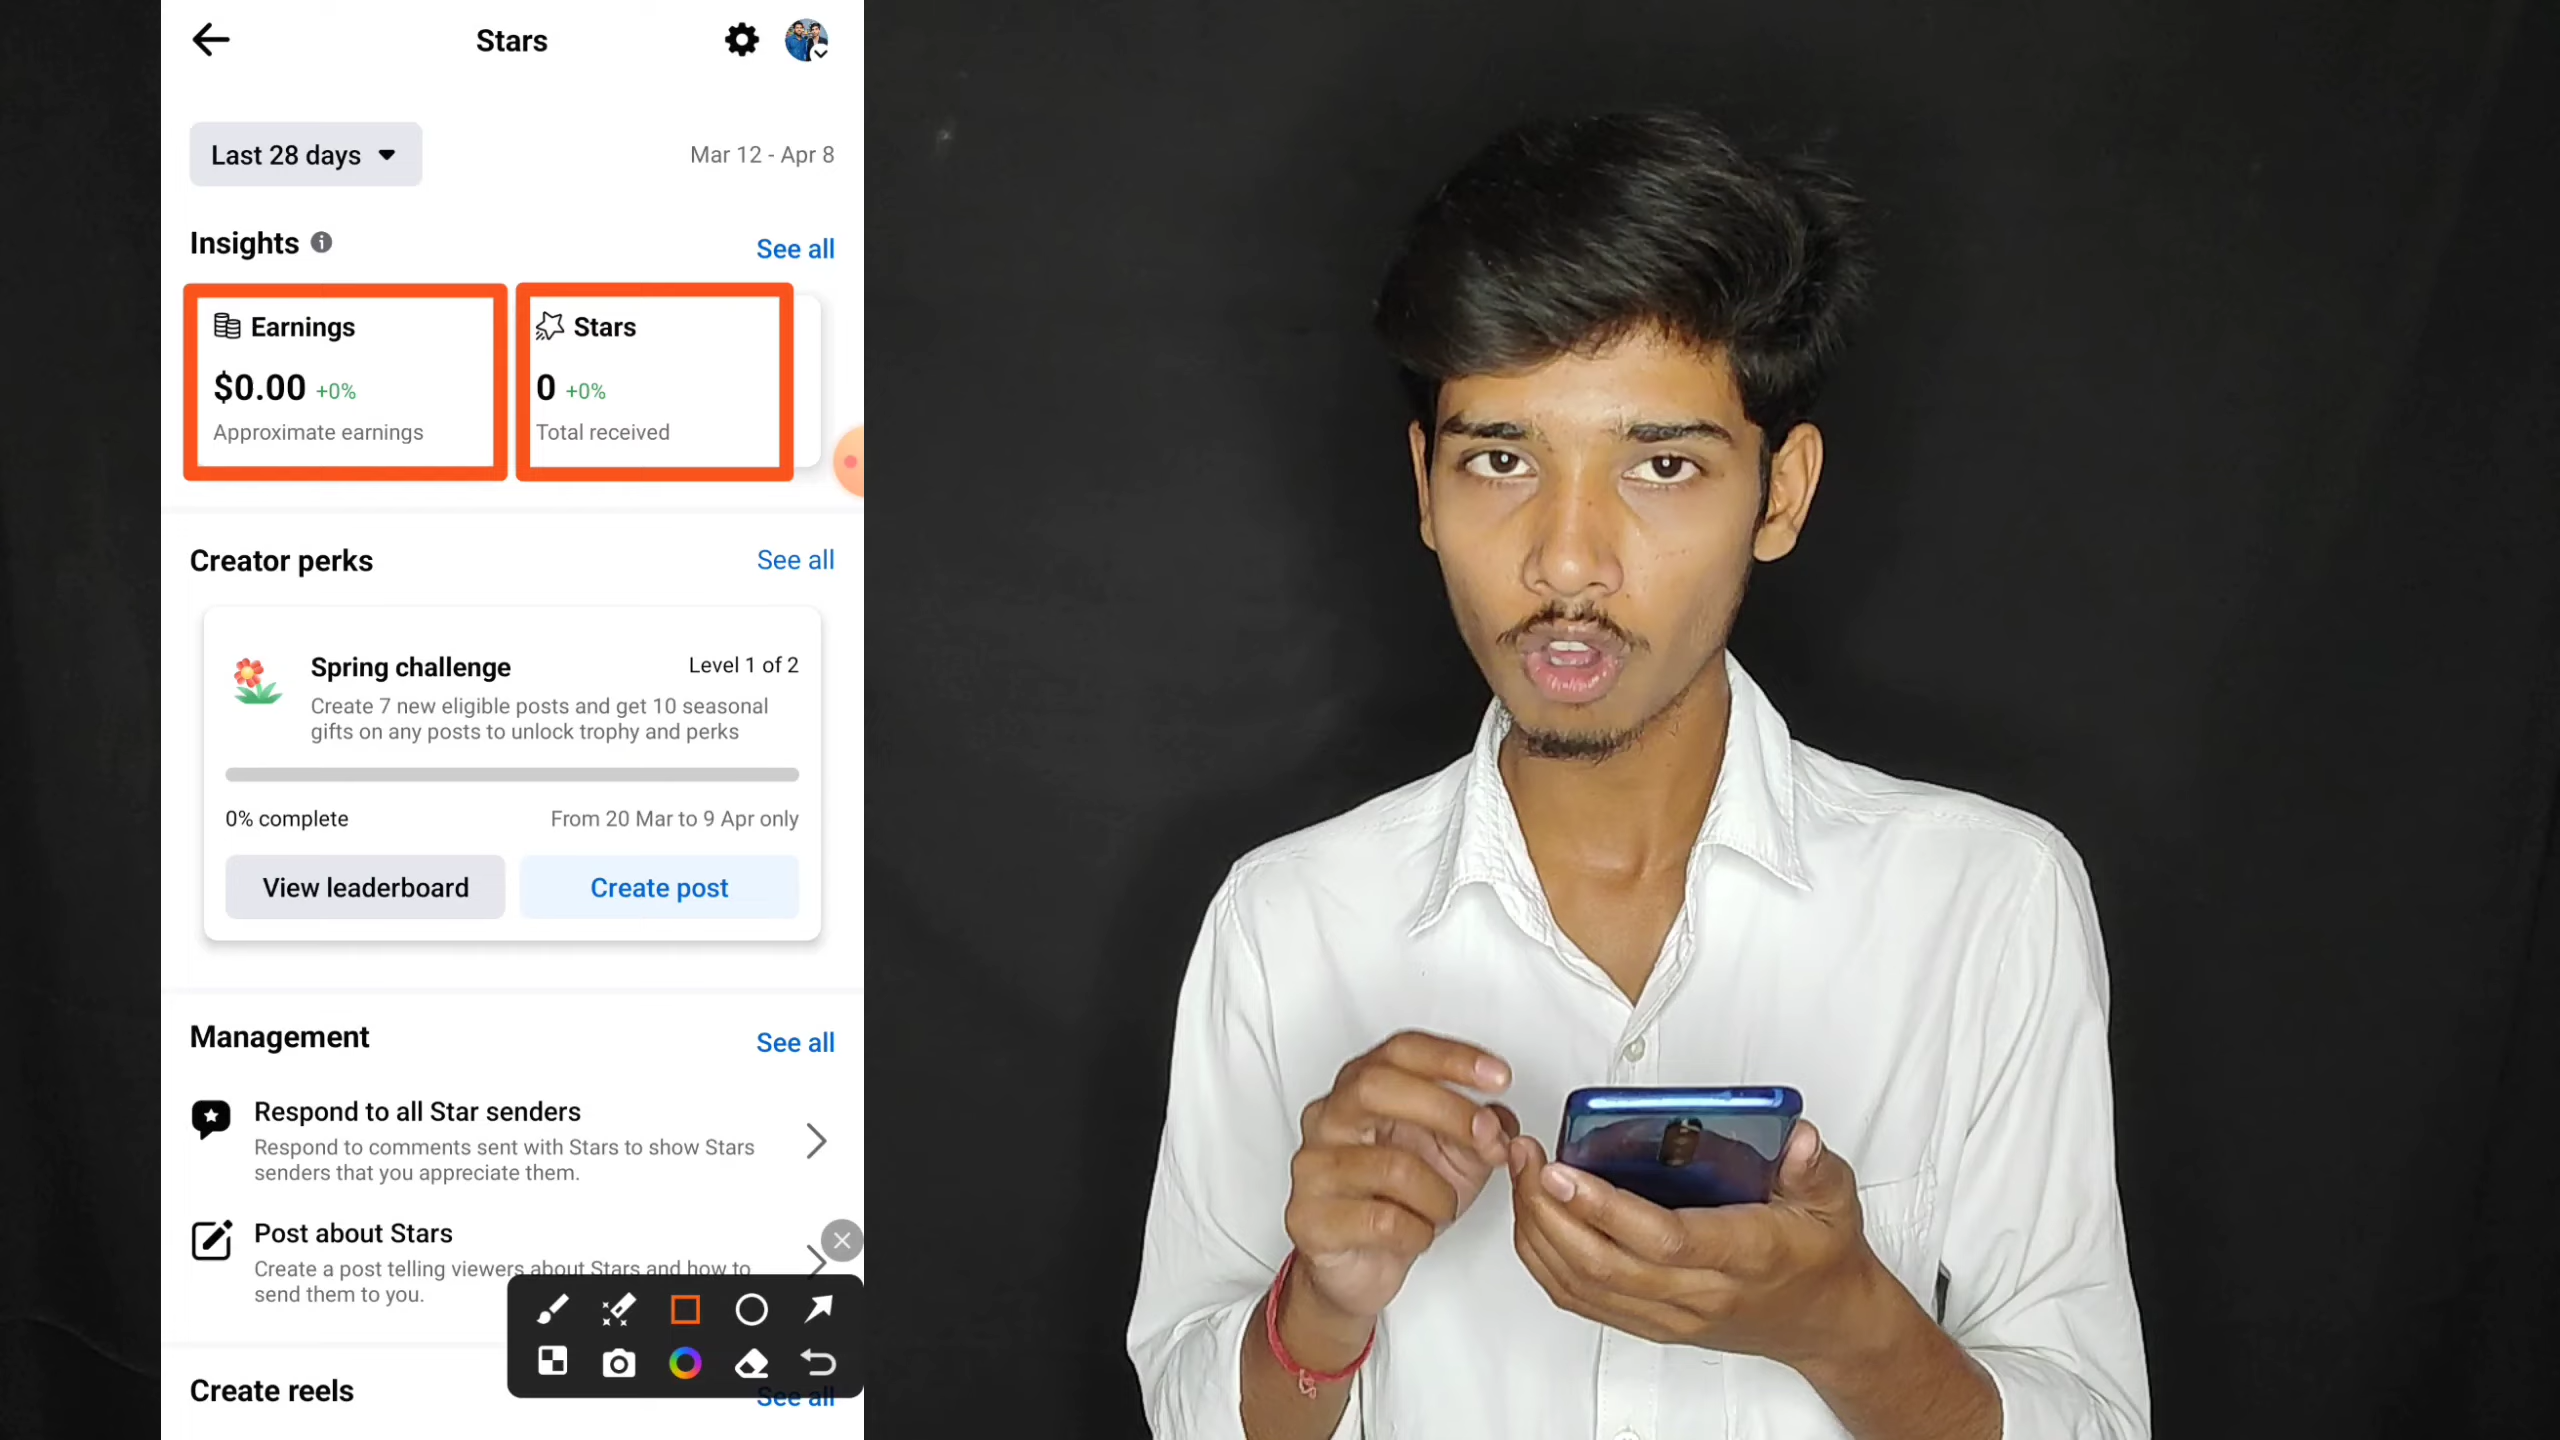 Stars
Last 28 days
Mar 12 - Apr 8
Insights
See all
Earnings
$0.00 +0%
Approximate earnings
Stars
0 +0%
Total received
Creator perks
See all
Spring challenge
Level 1 of 2
Create 7 new eligible posts and get 10 seasonal
gifts on any posts to unlock trophy and perks
0% complete
From 20 Mar to 9 Apr only
View leaderboard
Create post
Management
See all
Respond to all Star senders
Respond to comments sent with Stars to show Stars
senders that you appreciate them.
Post about Stars
Create a post telling viewers about Stars and how to
send them to you.
Create reels
See all